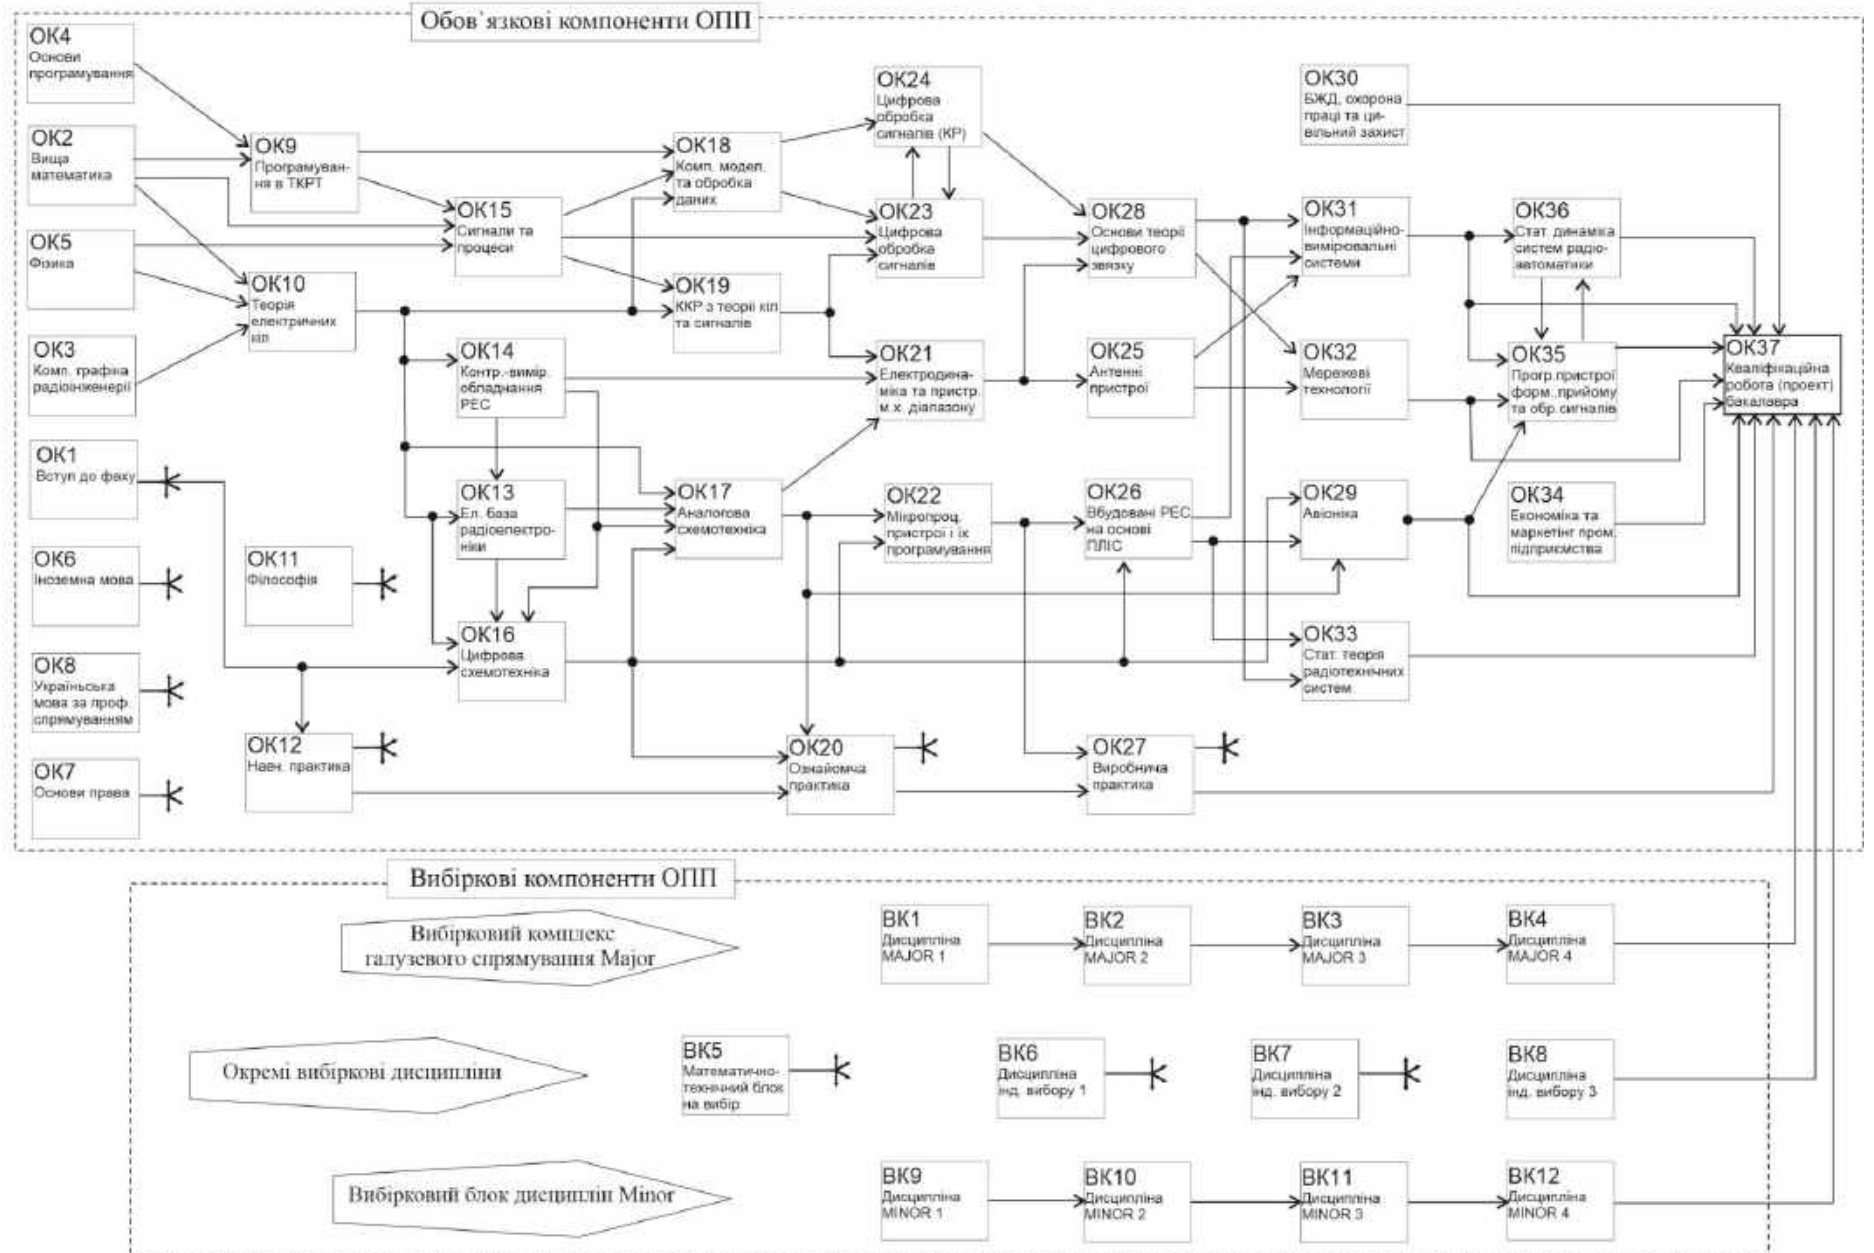 Обов`язкові компоненти ОПП
ОК4
Основи
програмування
ОК2
Вища
математика
ОК5
Фізика
ОК3
Комп. графіка
радіоінженерії
ОК1
Вступ до фаху
ОК6
Іноземна мова
ОК8
Українська
мова за проф.
спрямуванням
ОК7
Основи права
ОК9
Програмуван-
ня в ТКРТ
ОК10
Теорія
електричних
кіл
ОК11
Філософія
ОК12
Навч. практика
ОК15
Сигнали та
процеси
ОК14
Контр.-вимір.
обладнання
РЕС
ОК13
Ел. база
радіоелектро-
ніки
ОК16
Цифрова
схемотехніка
ОК18
Комп. модел.
та обробка
даних
ОК19
ККР з теорії кіл
та сигналів
ОК17
Аналогова
схемотехніка
ОК24
Цифрова
обробка
сигналів (КР)
ОК23
Цифрова
обробка
сигналів
ОК21
Електродина-
міка та пристр.
м.х. діапазону
ОК22
Мікропроц.
пристрої і їх
програмування
ОК20
Ознайомча
практика
ОК28
Основи теорії
цифрового
звязку
ОК25
Антенні
пристрої
ОК26
Вбудовані РЕС
на основі
ПЛІС
ОК27
Виробнича
практика
ОК30
БЖД, охорона
праці та ци-
вільний захист
ОК31
Інформаційно-
вимірювальні
системи
ОК32
Мережеві
технології
ОК29
Авіоніка
ОК33
Стат. теорія
радіотехнічних
систем
ОК36
Стат. динаміка
систем радіо-
автоматики
ОК35
Прогр.пристрої
форм.,прийому
та обр.сигналів
ОК34
Економіка та
маркетінг пром.
підприємства
ОК37
Кваліфікаційна
робота (проект)
бакалавра
Вибіркові компоненти ОПП
Вибірковий комплекс
галузевого спрямування Major
ВК1
Дисципліна
MAJOR 1
ВК2
Дисципліна
MAJOR 2
ВК3
Дисципліна
MAJOR 3
ВК4
Дисципліна
MAJOR 4
Окремі вибіркові дисципліни
ВК5
Математично-
технічний блок
на вибір
ВК6
Дисципліна
інд. вибору 1
ВК7
Дисципліна
інд. вибору 2
ВК8
Дисципліна
інд. вибору 3
Вибірковий блок дисциплін Minor
ВК9
Дисципліна
MINOR 1
ВК10
Дисципліна
MINOR 2
ВК11
Дисципліна
MINOR 3
ВК12
Дисципліна
MINOR 4